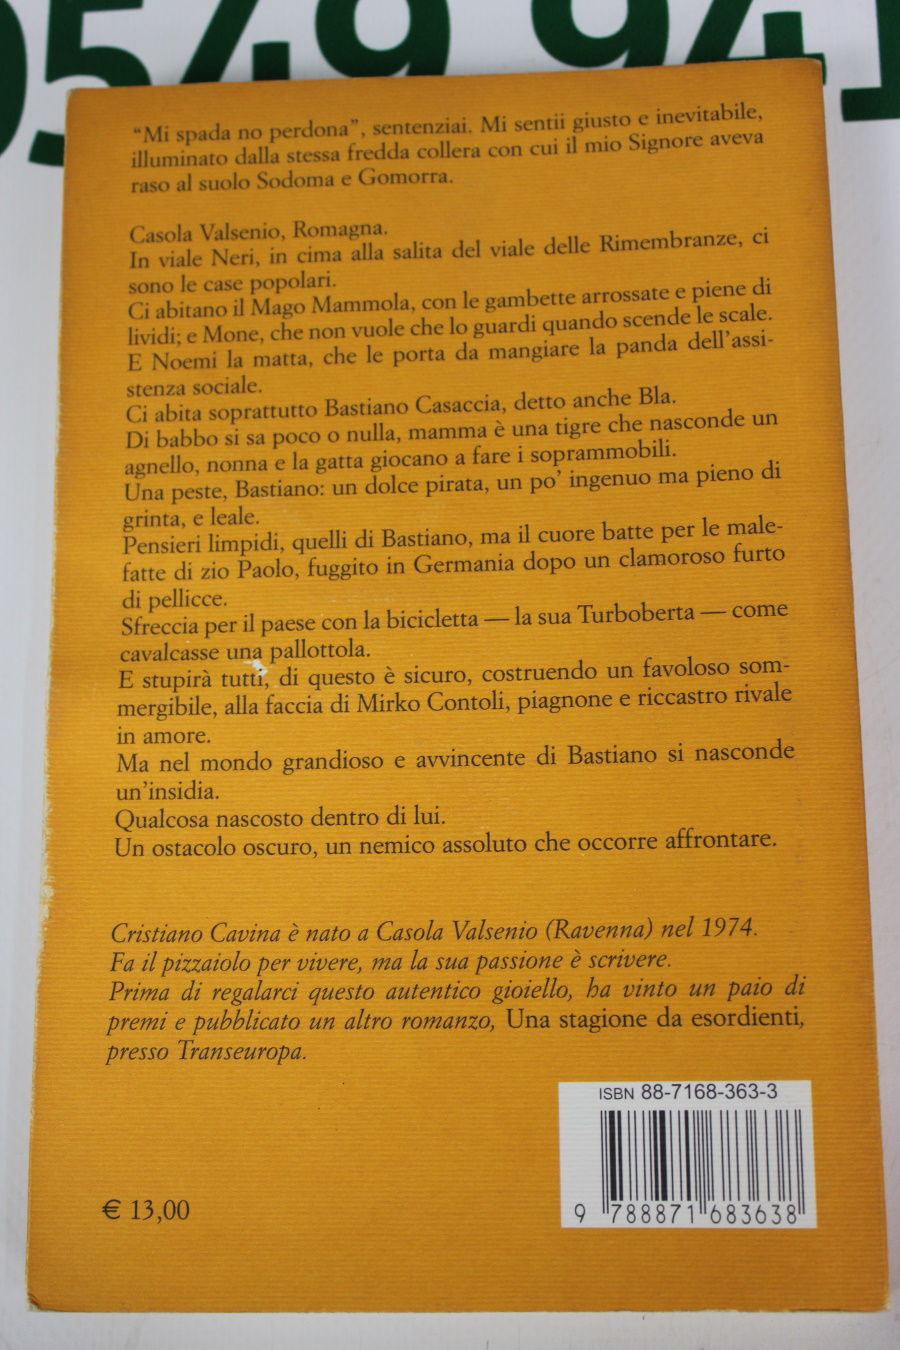 0549 941
“Mi spada no perdona”, sentenziai. Mi sentii giusto e inevitabile,
illuminato dalla stessa fredda collera con cui il mio Signore aveva
raso al suolo Sodoma e Gomorra.
Casola Valsenio, Romagna.
In viale Neri, in cima alla salita del viale delle Rimembranze, ci
sono le case popolari.
Ci abitano il Mago Mammola, con le gambette arrossate e piene di
lividi; e Mone, che non vuole che lo guardi quando scende le scale.
E Noemi la matta, che le porta da mangiare la panda dell’assi-
stenza sociale.
Ci abita soprattutto Bastiano Casaccia, detto anche Bla.
Di babbo si sa poco o nulla, mamma è una tigre che nasconde un
agnello, nonna e la gatta giocano a fare i soprammobili.
Una peste, Bastiano: un dolce pirata, un po’ ingenuo ma pieno di
grinta, e leale.
Pensieri limpidi, quelli di Bastiano, ma il cuore batte per le male-
fatte di zio Paolo, fuggito in Germania dopo un clamoroso furto
di pellicce.
Sfreccia per il paese con la bicicletta — la sua Turboberta — come
cavalcasse una pallottola.
E stupirà tutti, di questo è sicuro, costruendo un favoloso som-
mergibile, alla faccia di Mirko Contoli, piagnone e riccastro rivale
in amore.
Ma nel mondo grandioso e avvincente di Bastiano si nasconde
un’insidia.
Qualcosa nascosto dentro di lui.
Un ostacolo oscuro, un nemico assoluto che occorre affrontare.
Cristiano Cavina è nato a Casola Valsenio (Ravenna) nel 1974.
Fa il pizzaiolo per vivere, ma la sua passione è scrivere.
Prima di regalarci questo autentico gioiello, ha vinto un paio di
premi e pubblicato un altro romanzo, Una stagione da esordienti,
presso Transeuropa.
ISBN 88-7168-363-3
9 788871 683638
€ 13,00